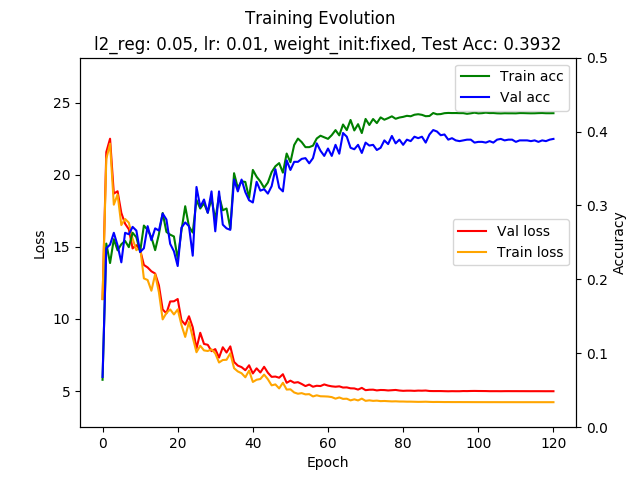 Training Evolution
l2_reg: 0.05, lr: 0.01, weight_init:fixed, Test Acc: 0.3932
Train acc
Val acc
Val loss
Train loss
Loss
25
20
15
10
5
Accuracy
0.5
0.4
0.3
0.2
0.1
0.0
0 20 40 60 80 100 120
Epoch